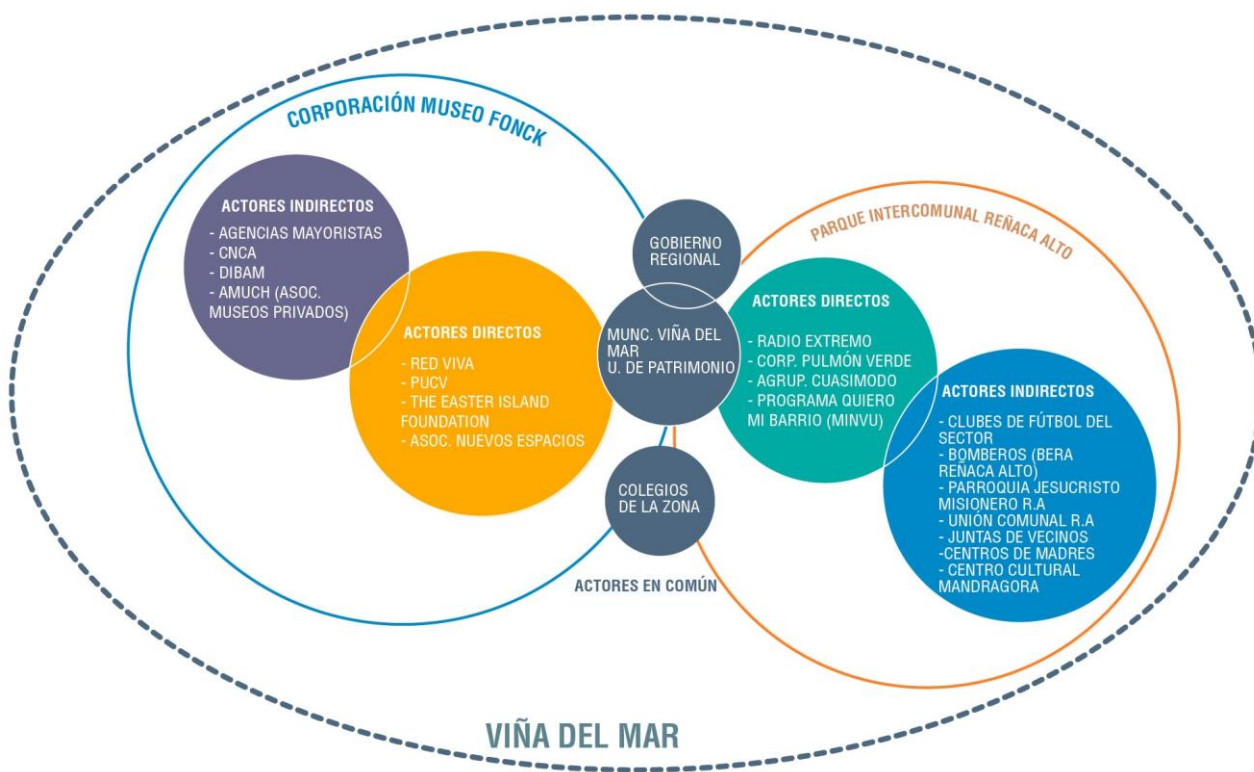 CORPORACIÓN MUSEO FONCK
ACTORES INDIRECTOS
- AGENCIAS MAYORISTAS
- CNCA
- DIBAM
- AMUCH (ASOC.
MUSEOS PRIVADOS)
ACTORES DIRECTOS
- RED VIVA
- PUCV
- THE EASTER ISLAND
FOUNDATION
- ASOC. NUEVOS ESPACIOS
GOBIERNO
REGIONAL
MUNC. VIÑA DEL
MAR
U. DE PATRIMONIO
COLEGIOS
DE LA ZONA
ACTORES EN COMÚN
PARQUE INTERCOMUNAL REÑACA ALTO
ACTORES DIRECTOS
- RADIO EXTREMO
- CORP. PULMÓN VERDE
- AGRUP. CUASIMODO
- PROGRAMA QUIERO
MI BARRIO (MINVU)
ACTORES INDIRECTOS
- CLUBES DE FÚTBOL DEL
SECTOR
- BOMBEROS (BERA
REÑACA ALTO)
- PARROQUIA JESUCRISTO
MISIONERO R.A
- UNIÓN COMUNAL R.A
- JUNTAS DE VECINOS
-CENTROS DE MADRES
- CENTRO CULTURAL
MANDRAGORA
VIÑA DEL MAR